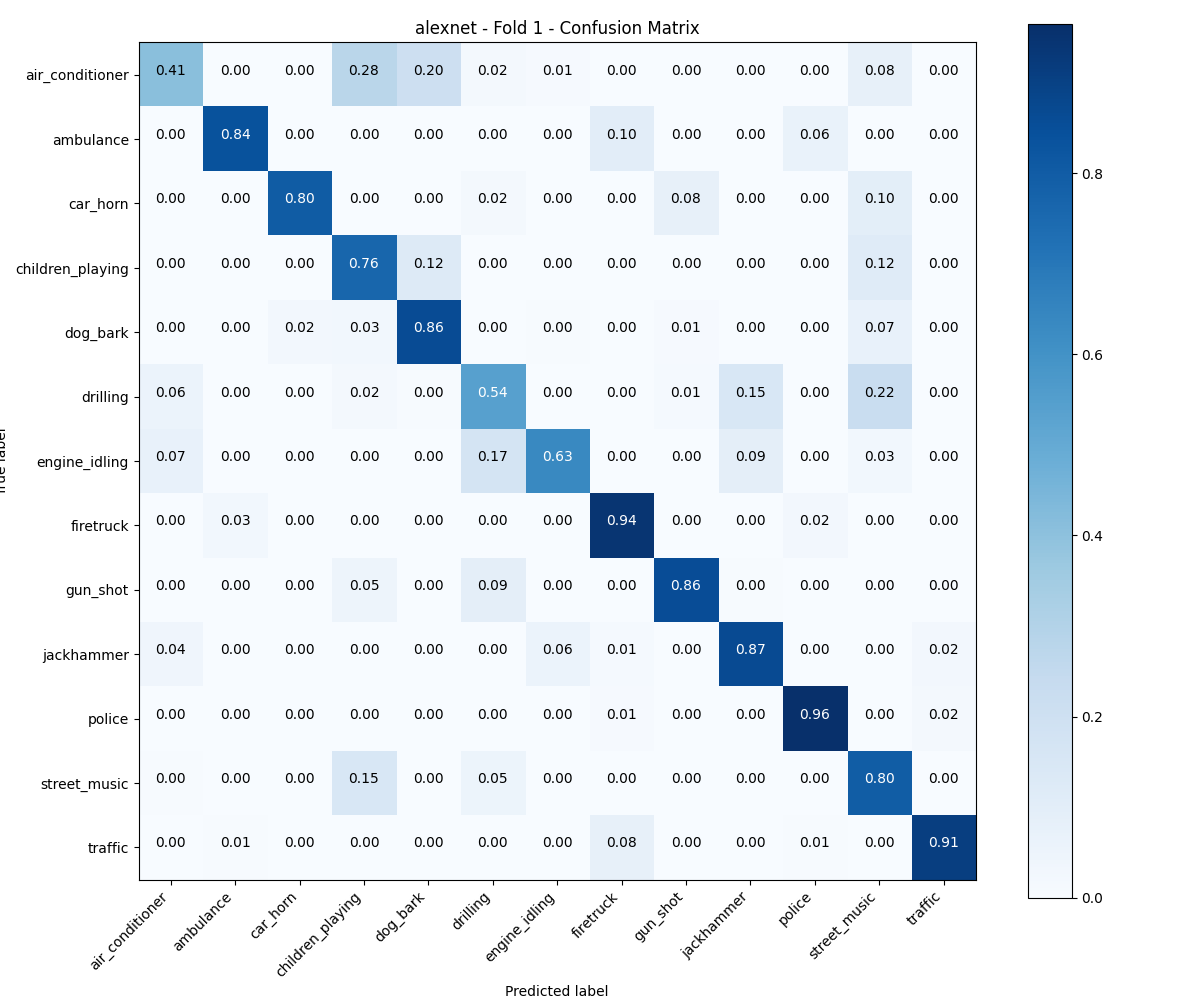 alexnet - Fold 1 - Confusion Matrix
air_conditioner 0.41 0.00 0.00 0.28 0.20 0.02 0.01 0.00 0.00 0.00 0.00 0.08 0.00
ambulance 0.00 0.84 0.00 0.00 0.00 0.00 0.00 0.10 0.00 0.00 0.06 0.00 0.00
car_horn 0.00 0.00 0.80 0.00 0.00 0.02 0.00 0.00 0.08 0.00 0.00 0.10 0.00
children_playing 0.00 0.00 0.00 0.76 0.12 0.00 0.00 0.00 0.00 0.00 0.00 0.12 0.00
dog_bark 0.00 0.00 0.02 0.03 0.86 0.00 0.00 0.00 0.01 0.00 0.00 0.07 0.00
drilling 0.06 0.00 0.00 0.02 0.00 0.54 0.00 0.00 0.01 0.15 0.00 0.22 0.00
engine_idling 0.07 0.00 0.00 0.00 0.00 0.17 0.63 0.00 0.00 0.09 0.00 0.03 0.00
firetruck 0.00 0.03 0.00 0.00 0.00 0.00 0.00 0.94 0.00 0.00 0.02 0.00 0.00
gun_shot 0.00 0.00 0.00 0.05 0.00 0.09 0.00 0.00 0.86 0.00 0.00 0.00 0.00
jackhammer 0.04 0.00 0.00 0.00 0.00 0.00 0.06 0.01 0.00 0.87 0.00 0.00 0.02
police 0.00 0.00 0.00 0.00 0.00 0.00 0.00 0.01 0.00 0.00 0.96 0.00 0.02
street_music 0.00 0.00 0.00 0.15 0.00 0.05 0.00 0.00 0.00 0.00 0.00 0.80 0.00
traffic 0.00 0.01 0.00 0.00 0.00 0.00 0.00 0.08 0.00 0.00 0.01 0.00 0.91
air_conditioner ambulance car_horn children_playing dog_bark drilling engine_idling firetruck gun_shot jackhammer police street_music traffic
Predicted label
0.8
0.6
0.4
0.2
0.0